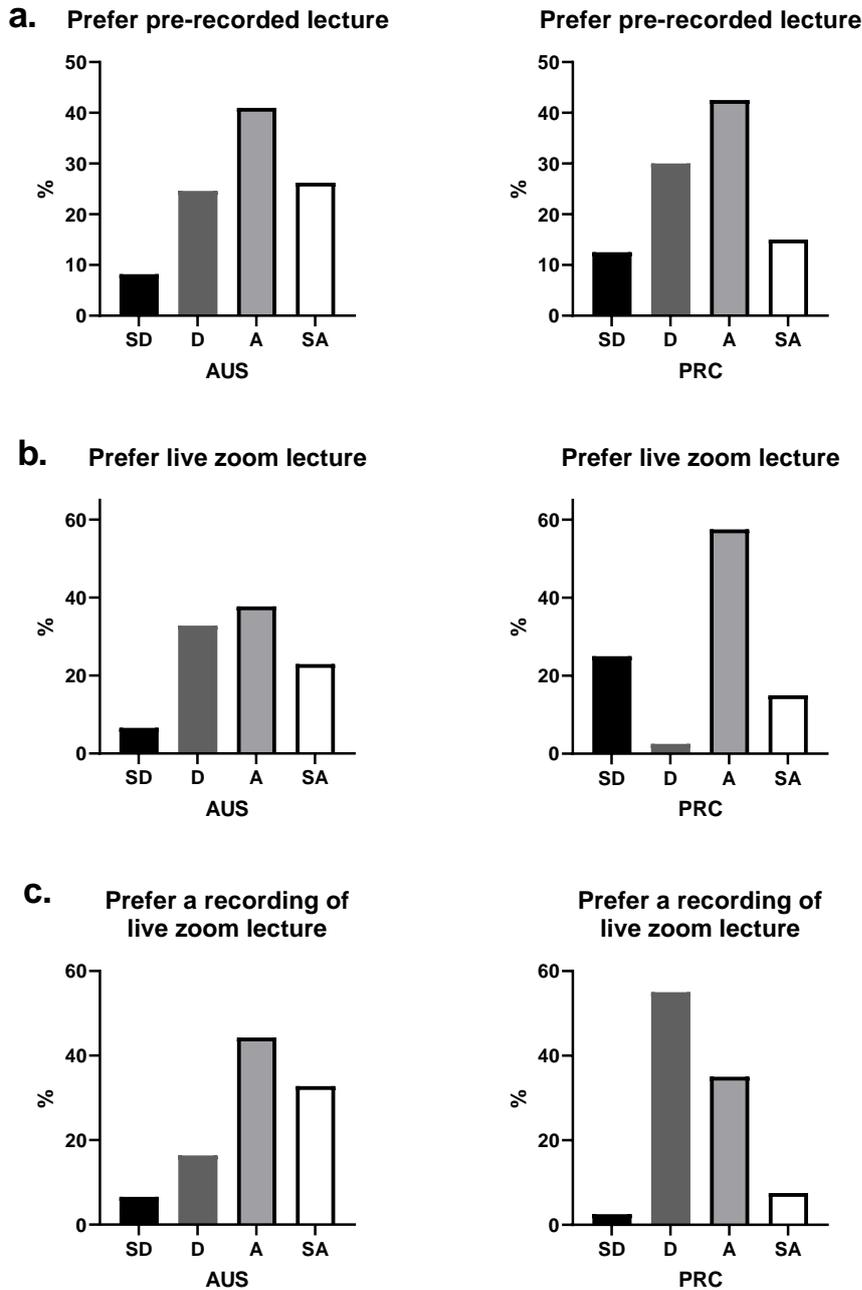 a.
Prefer pre-recorded lecture
50
40
30
20
10
0
%
SD D A SA
AUS
Prefer pre-recorded lecture
50
40
30
20
10
0
%
SD D A SA
PRC
b.
Prefer live zoom lecture
60
40
20
0
%
SD D A SA
AUS
Prefer live zoom lecture
60
40
20
0
%
SD D A SA
PRC
c.
Prefer a recording of
live zoom lecture
60
40
20
0
%
SD D A SA
AUS
Prefer a recording of
live zoom lecture
60
40
20
0
%
SD D A SA
PRC